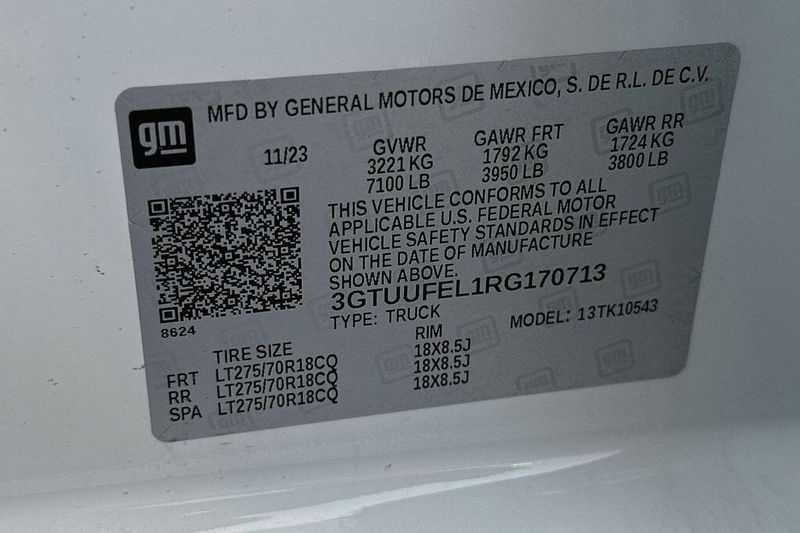 gm
MFD BY GENERAL MOTORS DE MEXICO, S. DE R.L. DE C.V.
11/23
GVWR GAWR FRT GAWR RR
3221 KG 1792 KG 1724 KG
7100 LB 3950 LB 3800 LB
THIS VEHICLE CONFORMS TO ALL
APPLICABLE U.S. FEDERAL MOTOR
VEHICLE SAFETY STANDARDS IN EFFECT
ON THE DATE OF MANUFACTURE
SHOWN ABOVE.
3GTUUFEL1RG170713
8624
TYPE: TRUCK MODEL: 13TK10543
TIRE SIZE RIM
FRT LT275/70R18CQ 18X8.5J
RR LT275/70R18CQ 18X8.5J
SPA LT275/70R18CQ 18X8.5J